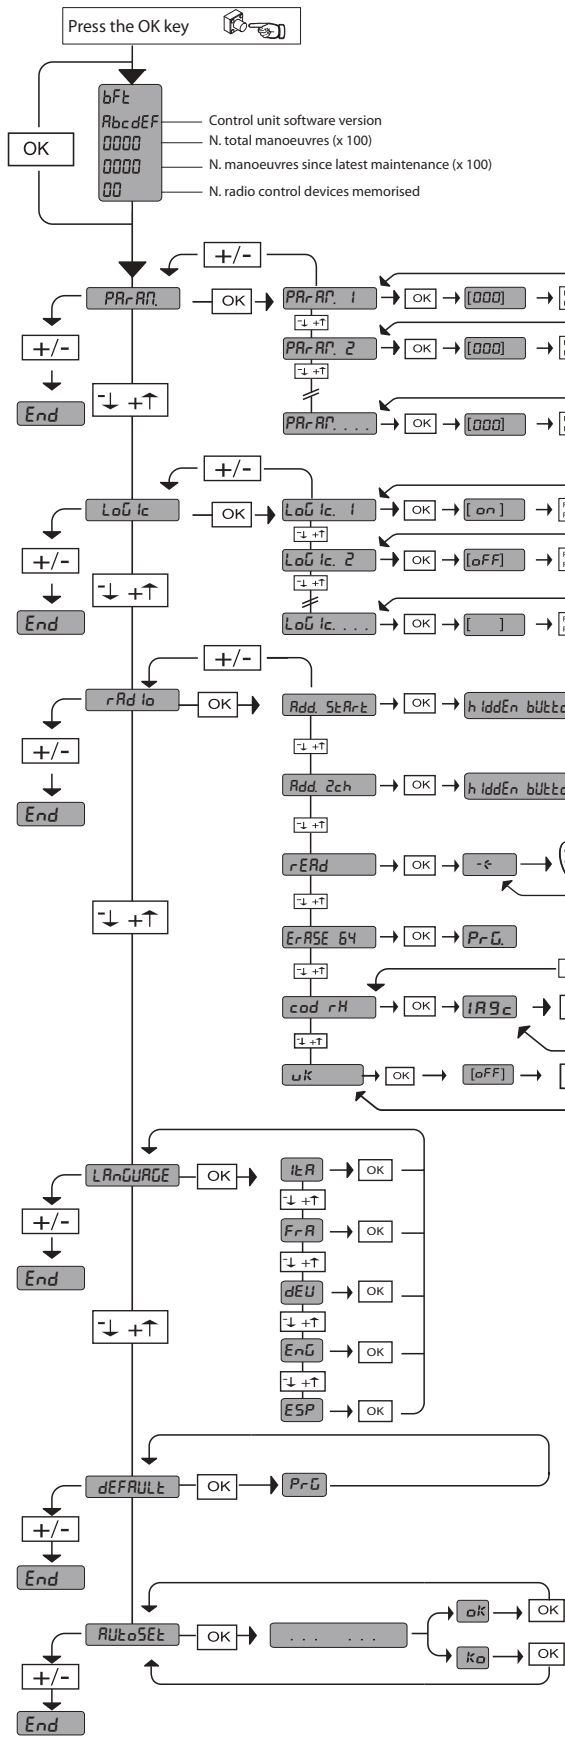 Press the OK key
bFt
AbcdEF
Control unit software version
0000
N. total manoeuvres (x 100)
OK
0000
N. manoeuvres since latest maintenance (x 100)
00
N. radio control devices memorised
+/-
PArAM.
OK
PArAM. 1
OK
[000]
+/-
-↓ +↑
PArAM. 2
OK
[000]
-↓ +↑
-↓ +↑
End
PArAM. . . .
OK
[000]
+/-
LoGIc
OK
LoGIc. 1
OK
[ on ]
-↓ +↑
+/-
LoGIc. 2
OK
[oFF]
-↓ +↑
-↓ +↑
End
LoGIc. . . .
OK
[ ]
+/-
rAdIo
OK
Add. StArt
OK
hIddEn bUtto
+/-
-↓ +↑
End
Add. 2ch
OK
hIddEn bUtto
-↓ +↑
rEAd
OK
-<-
-↓ +↑
-↓ +↑
ErASE 64
OK
PrG.
-↓ +↑
cod rH
OK
1A9c
-↓ +↑
uK
OK
[oFF]
LAnGUAGE
OK
ItA
OK
-↓ +↑
+/-
FrA
OK
-↓ +↑
End
dEU
OK
-↓ +↑
-↓ +↑
EnG
OK
-↓ +↑
ESP
OK
dEFAULt
OK
PrG
+/-
End
AUtoSEt
OK
. . . . . .
oK
OK
Ko
OK
+/-
End